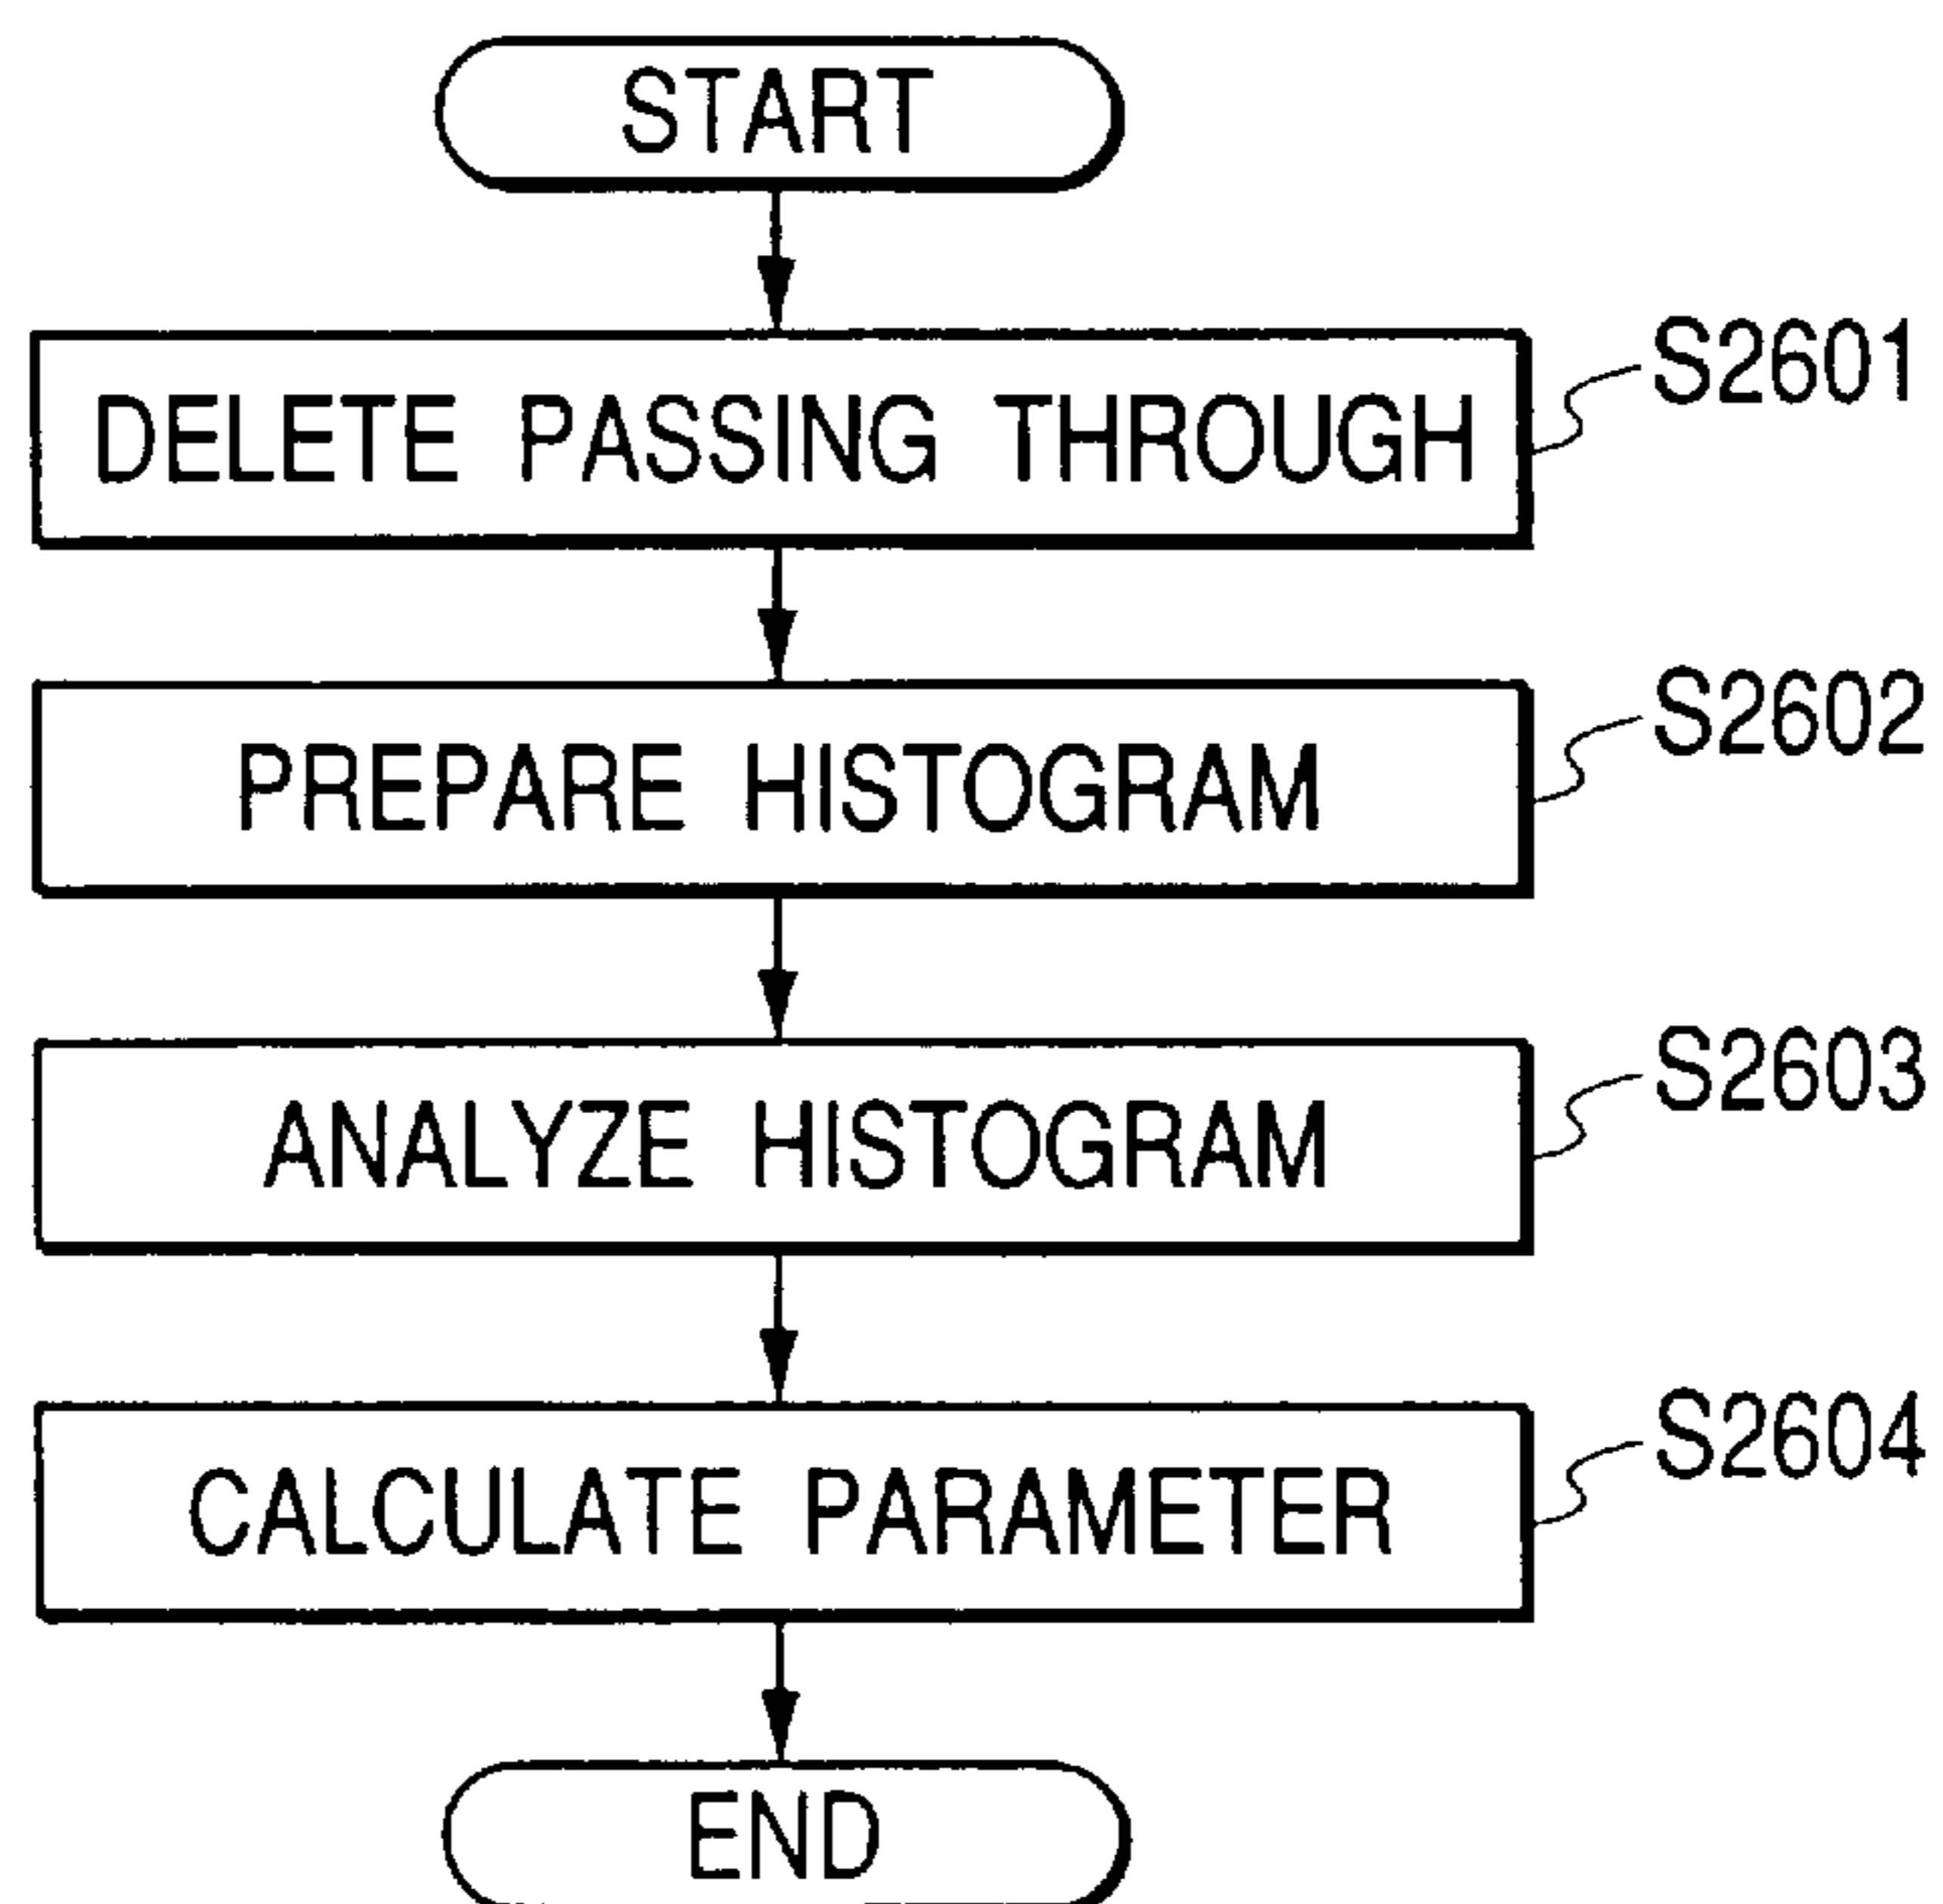 START
DELETE PASSING THROUGH
S2601
PREPARE HISTOGRAM
S2602
ANALYZE HISTOGRAM
S2603
CALCULATE PARAMETER
S2604
END